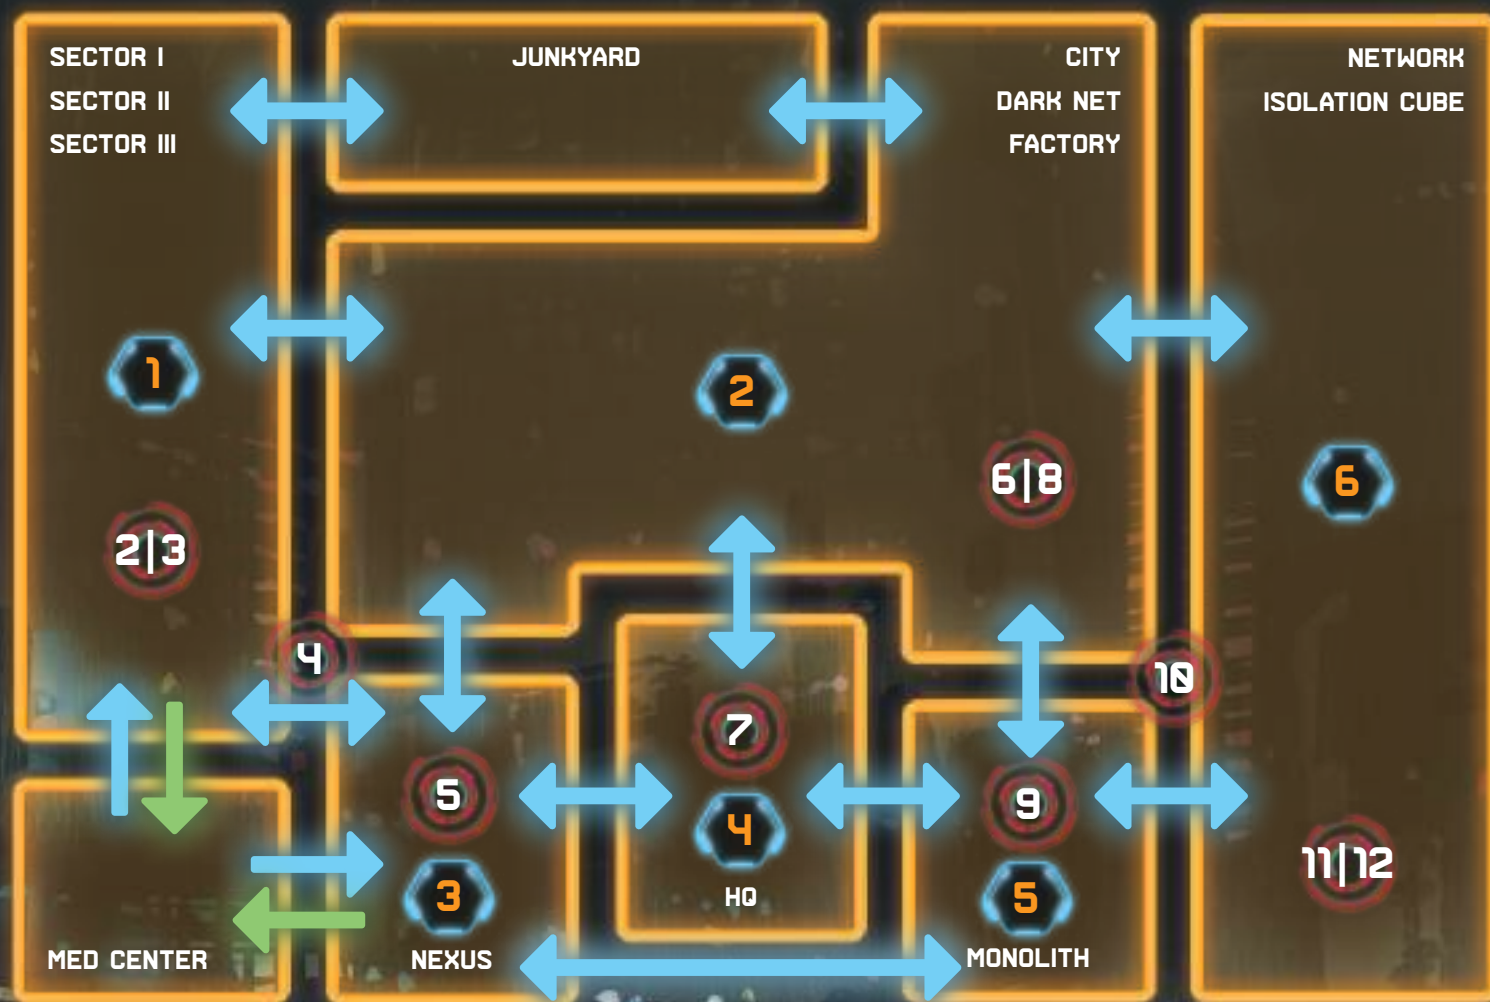 SECTOR I
SECTOR II
SECTOR III
JUNKYARD
CITY
DARK NET
FACTORY
NETWORK
ISOLATION CUBE
1
2
6
2|3
6|8
4
10
7
5
9
4
3
5
11|12
HQ
MED CENTER
NEXUS
MONOLITH